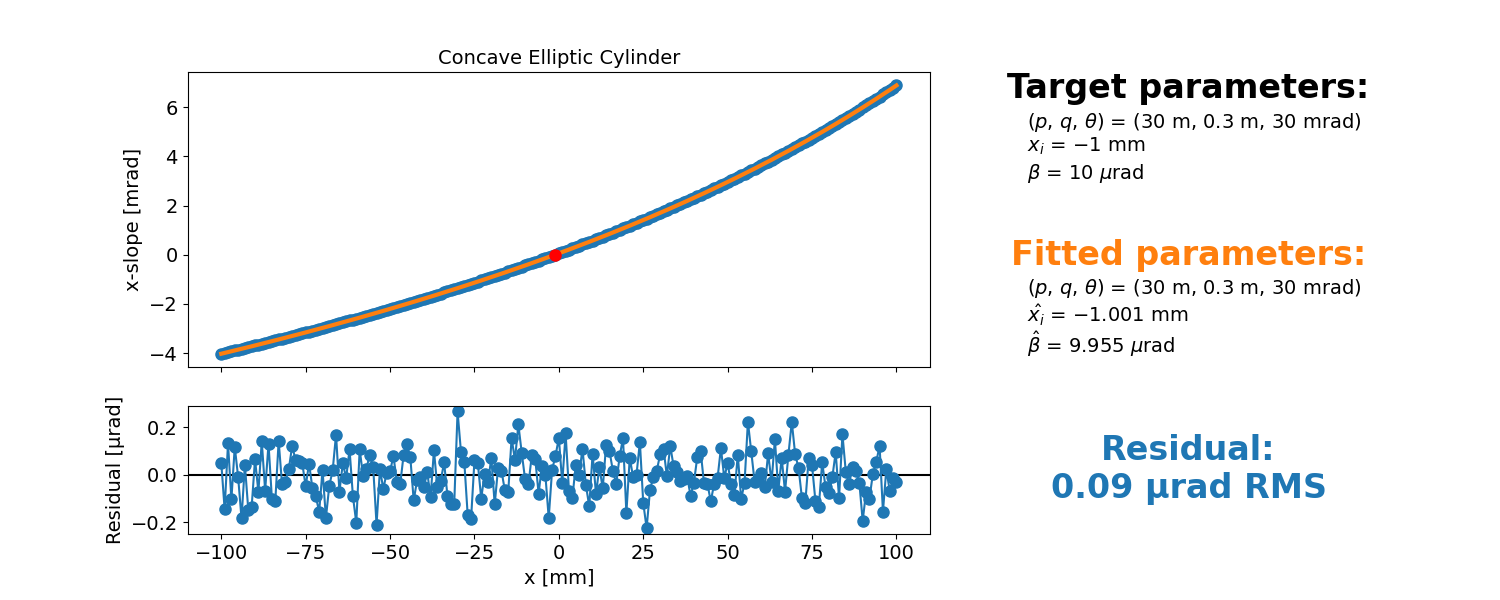 Concave Elliptic Cylinder
x-slope [mrad]
6
4
2
0
−2
−4
Residual [µrad]
0.2
0.0
−0.2
−100 −75 −50 −25 0 25 50 75 100
x [mm]
Target parameters:
(p, q, θ) = (30 m, 0.3 m, 30 mrad)
xᵢ = −1 mm
β = 10 µrad
Fitted parameters:
(p, q, θ) = (30 m, 0.3 m, 30 mrad)
x̂ᵢ = −1.001 mm
β̂ = 9.955 µrad
Residual:
0.09 µrad RMS